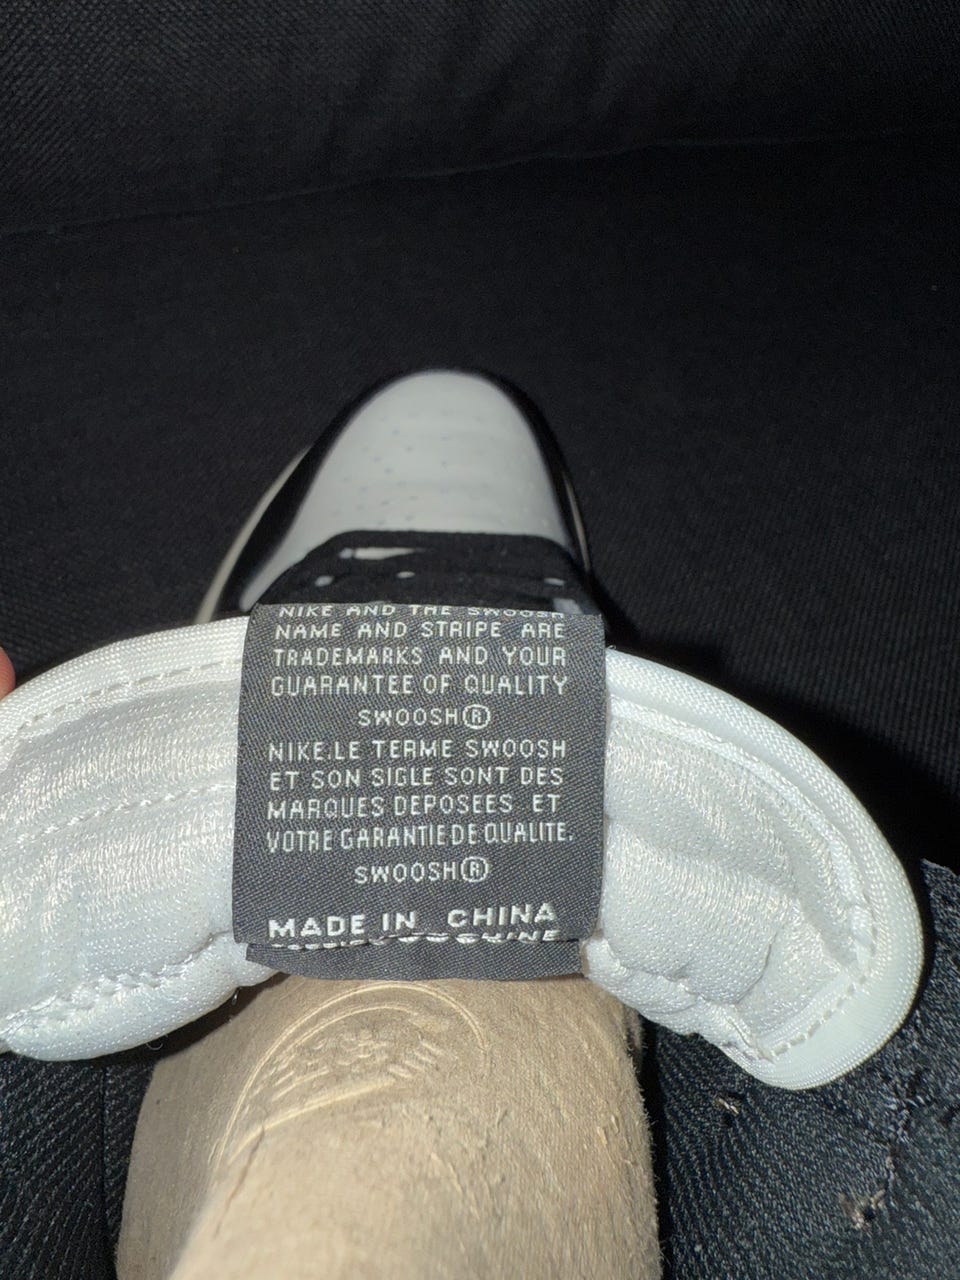 NIKE AND THE SWOOSH
NAME AND STRIPE ARE
TRADEMARKS AND YOUR
GUARANTEE OF QUALITY
SWOOSH®
NIKE.LE TERME SWOOSH
ET SON SIGLE SONT DES
MARQUES DEPOSEES ET
VOTRE GARANTIE DE QUALITE.
SWOOSH®
MADE IN CHINA